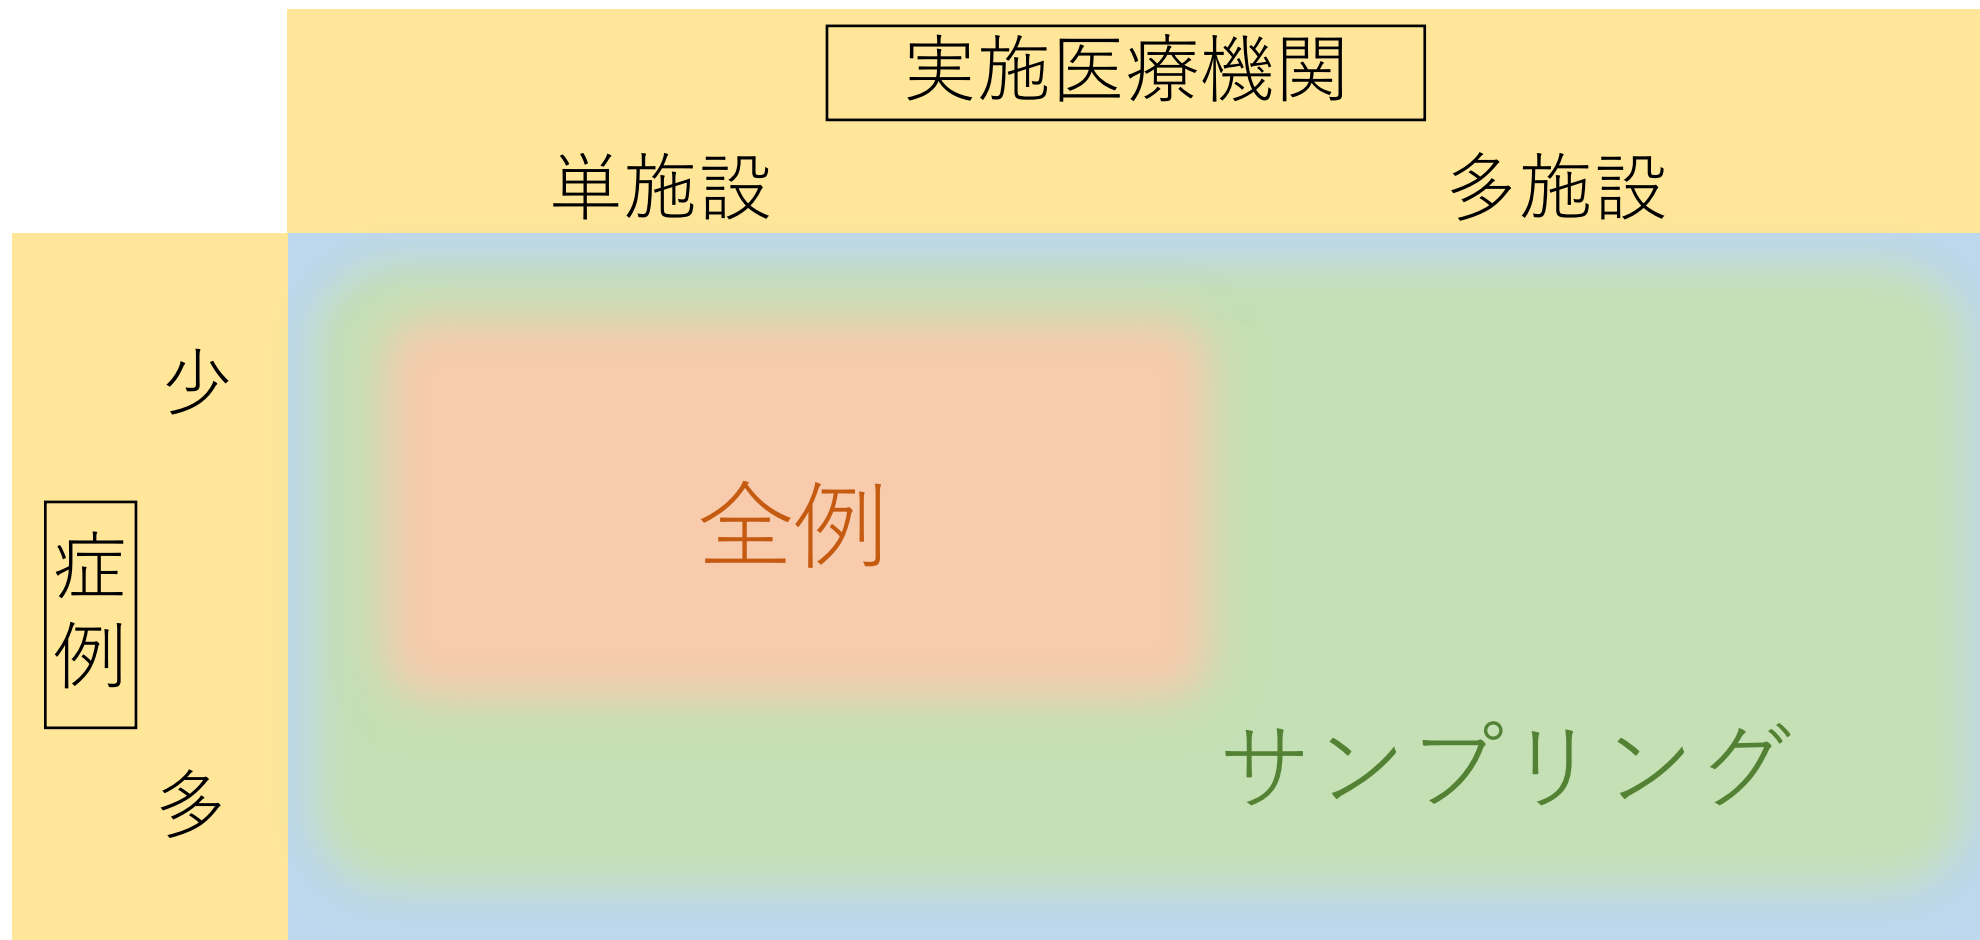 実施医療機関
単施設 多施設
少
全例
症例
サンプリング
多